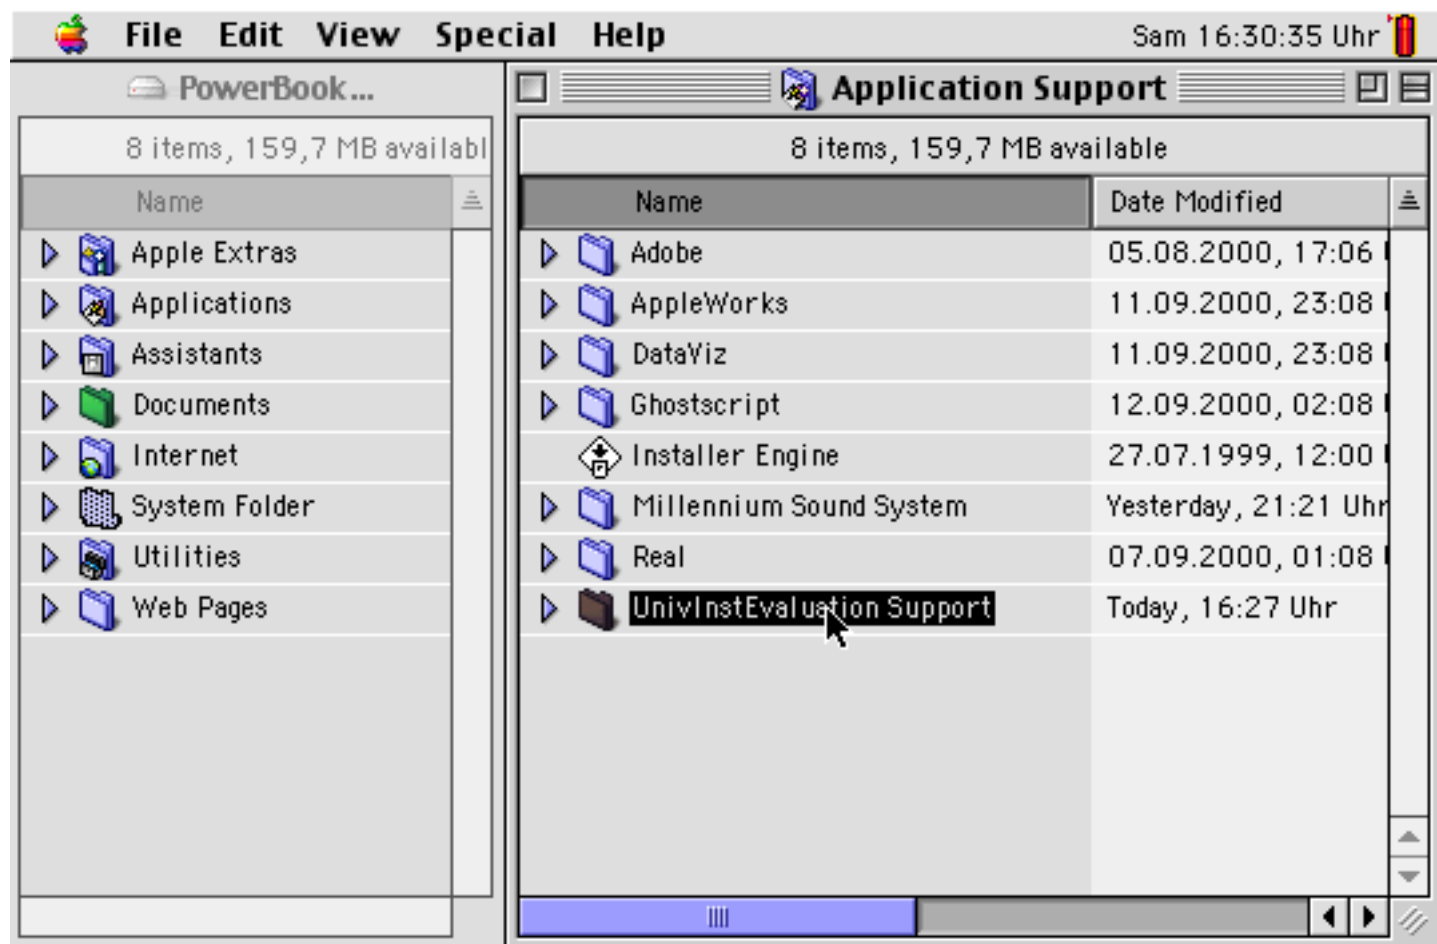 File Edit View Special Help Sam 16:30:35 Uhr
PowerBook...
8 items, 159,7 MB availabl
Name
Apple Extras
Applications
Assistants
Documents
Internet
System Folder
Utilities
Web Pages
Application Support
8 items, 159,7 MB available
Name Date Modified
Adobe 05.08.2000, 17:06
AppleWorks 11.09.2000, 23:08
DataViz 11.09.2000, 23:08
Ghostscript 12.09.2000, 02:08
Installer Engine 27.07.1999, 12:00
Millennium Sound System Yesterday, 21:21 Uhr
Real 07.09.2000, 01:08
UnivInstEvaluation Support Today, 16:27 Uhr